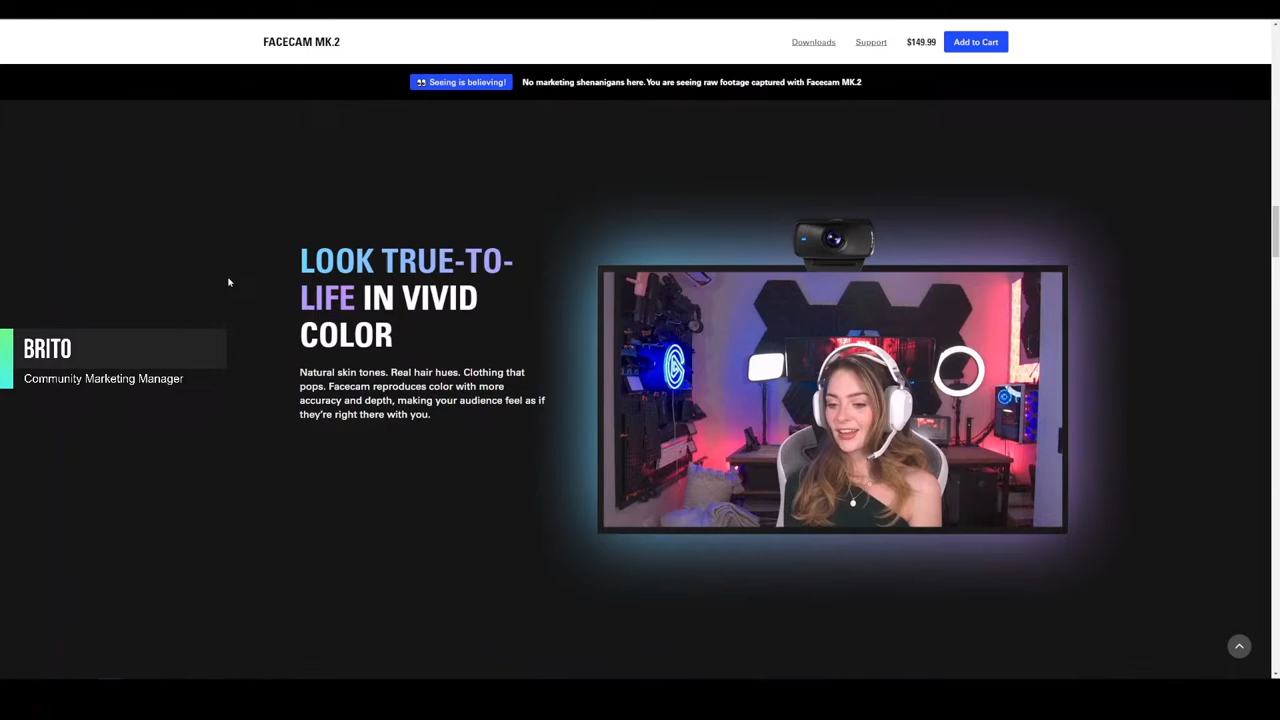 FACECAM MK.2
Downloads
Support
$149.99
Add to Cart
Seeing is believing!
No marketing shenanigans here. You are seeing raw footage captured with Facecam MK.2
LOOK TRUE-TO-
LIFE IN VIVID
COLOR
Natural skin tones. Real hair hues. Clothing that
pops. Facecam reproduces color with more
accuracy and depth, making your audience feel as if
they're right there with you.
BRITO
Community Marketing Manager